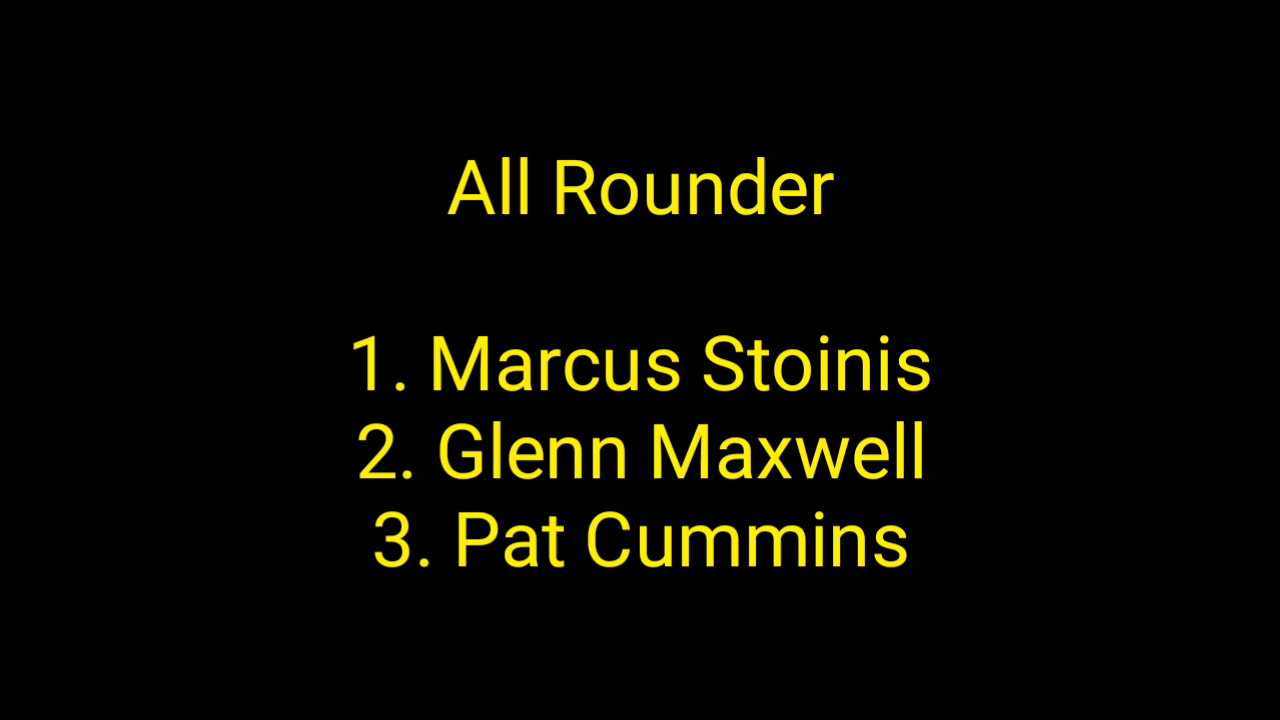 All Rounder
1. Marcus Stoinis
2. Glenn Maxwell
3. Pat Cummins